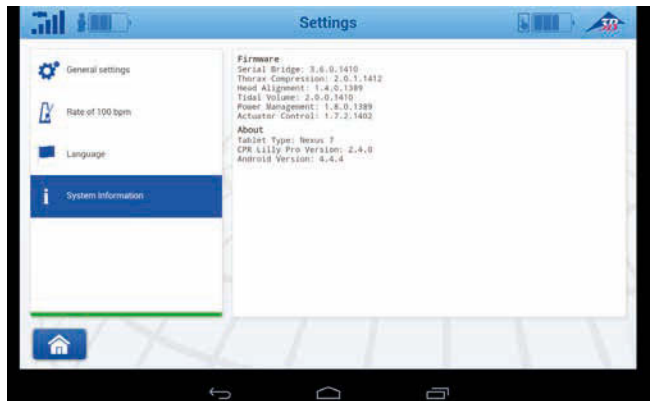 Settings
3B
General settings
Rate of 100 bpm
Language
System Information
Firmware
Serial Bridge: 3.6.0.1410
Thorax Compression: 2.0.1.1412
Head Alignment: 1.4.0.1389
Tidal Volume: 2.0.0.1410
Power Management: 1.8.0.1389
Actuator Control: 1.7.2.1402
About
Tablet Type: Nexus 7
CPR Lilly Pro Version: 2.4.0
Android Version: 4.4.4